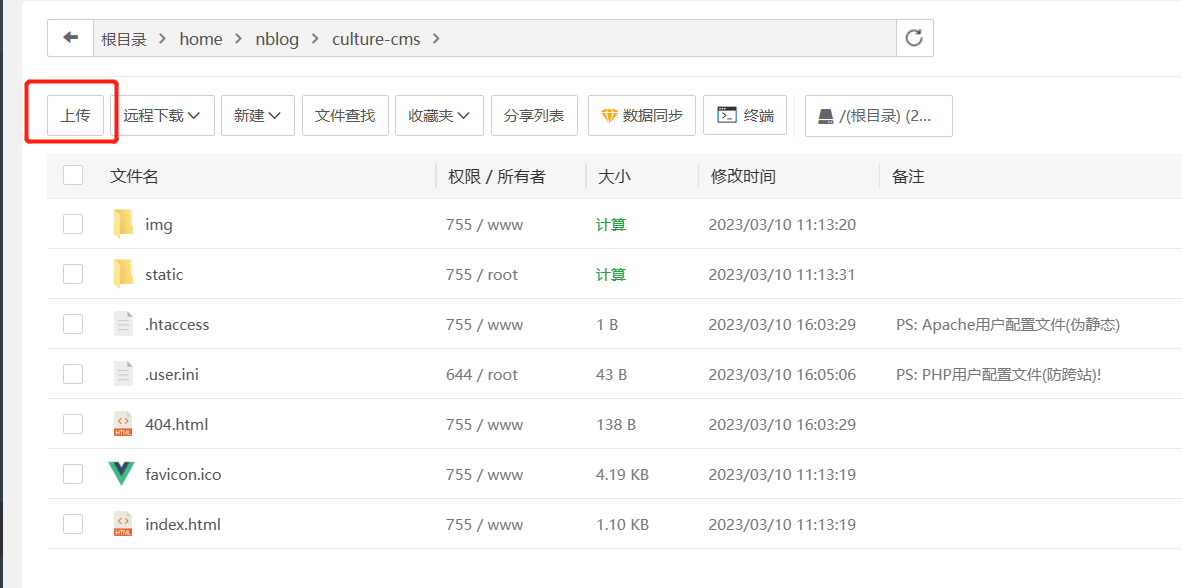 根目录 > home > nblog > culture-cms >
上传 远程下载 新建 文件查找 收藏夹 分享列表 数据同步 终端 /(根目录) (2...
文件名 权限 / 所有者 大小 修改时间 备注
img 755 / www 计算 2023/03/10 11:13:20
static 755 / root 计算 2023/03/10 11:13:31
.htaccess 755 / www 1 B 2023/03/10 16:03:29 PS: Apache用户配置文件(伪静态)
.user.ini 644 / root 43 B 2023/03/10 16:05:06 PS: PHP用户配置文件(防跨站)!
404.html 755 / www 138 B 2023/03/10 16:03:29
favicon.ico 755 / www 4.19 KB 2023/03/10 11:13:19
index.html 755 / www 1.10 KB 2023/03/10 11:13:19